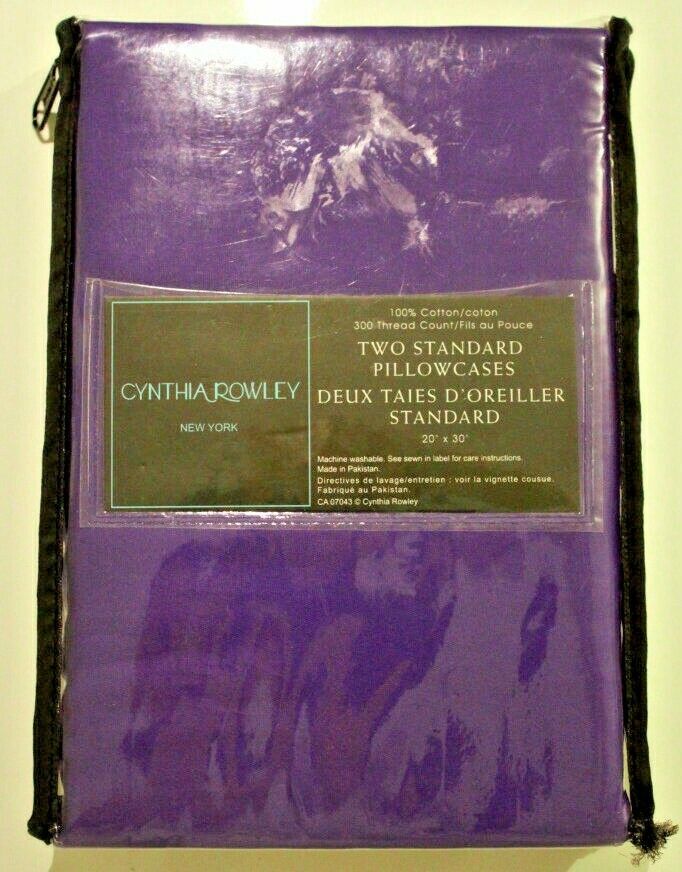 CYNTHIA ROWLEY
NEW YORK
100% Cotton/coton
300 Thread Count/Fils au Pouce
TWO STANDARD
PILLOWCASES
DEUX TAIES D'OREILLER
STANDARD
20" x 30"
Machine washable. See sewn in label for care instructions.
Made in Pakistan.
Directives de lavage/entretien : voir la vignette cousue.
Fabriqué au Pakistan.
CA 07043 © Cynthia Rowley